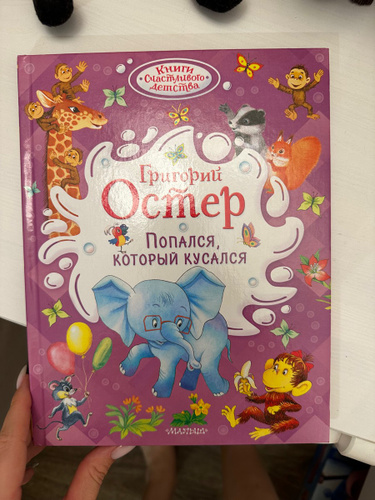 Книги
Счастливого
детства
Григорий
Остер
Попался,
который кусался
Малыш